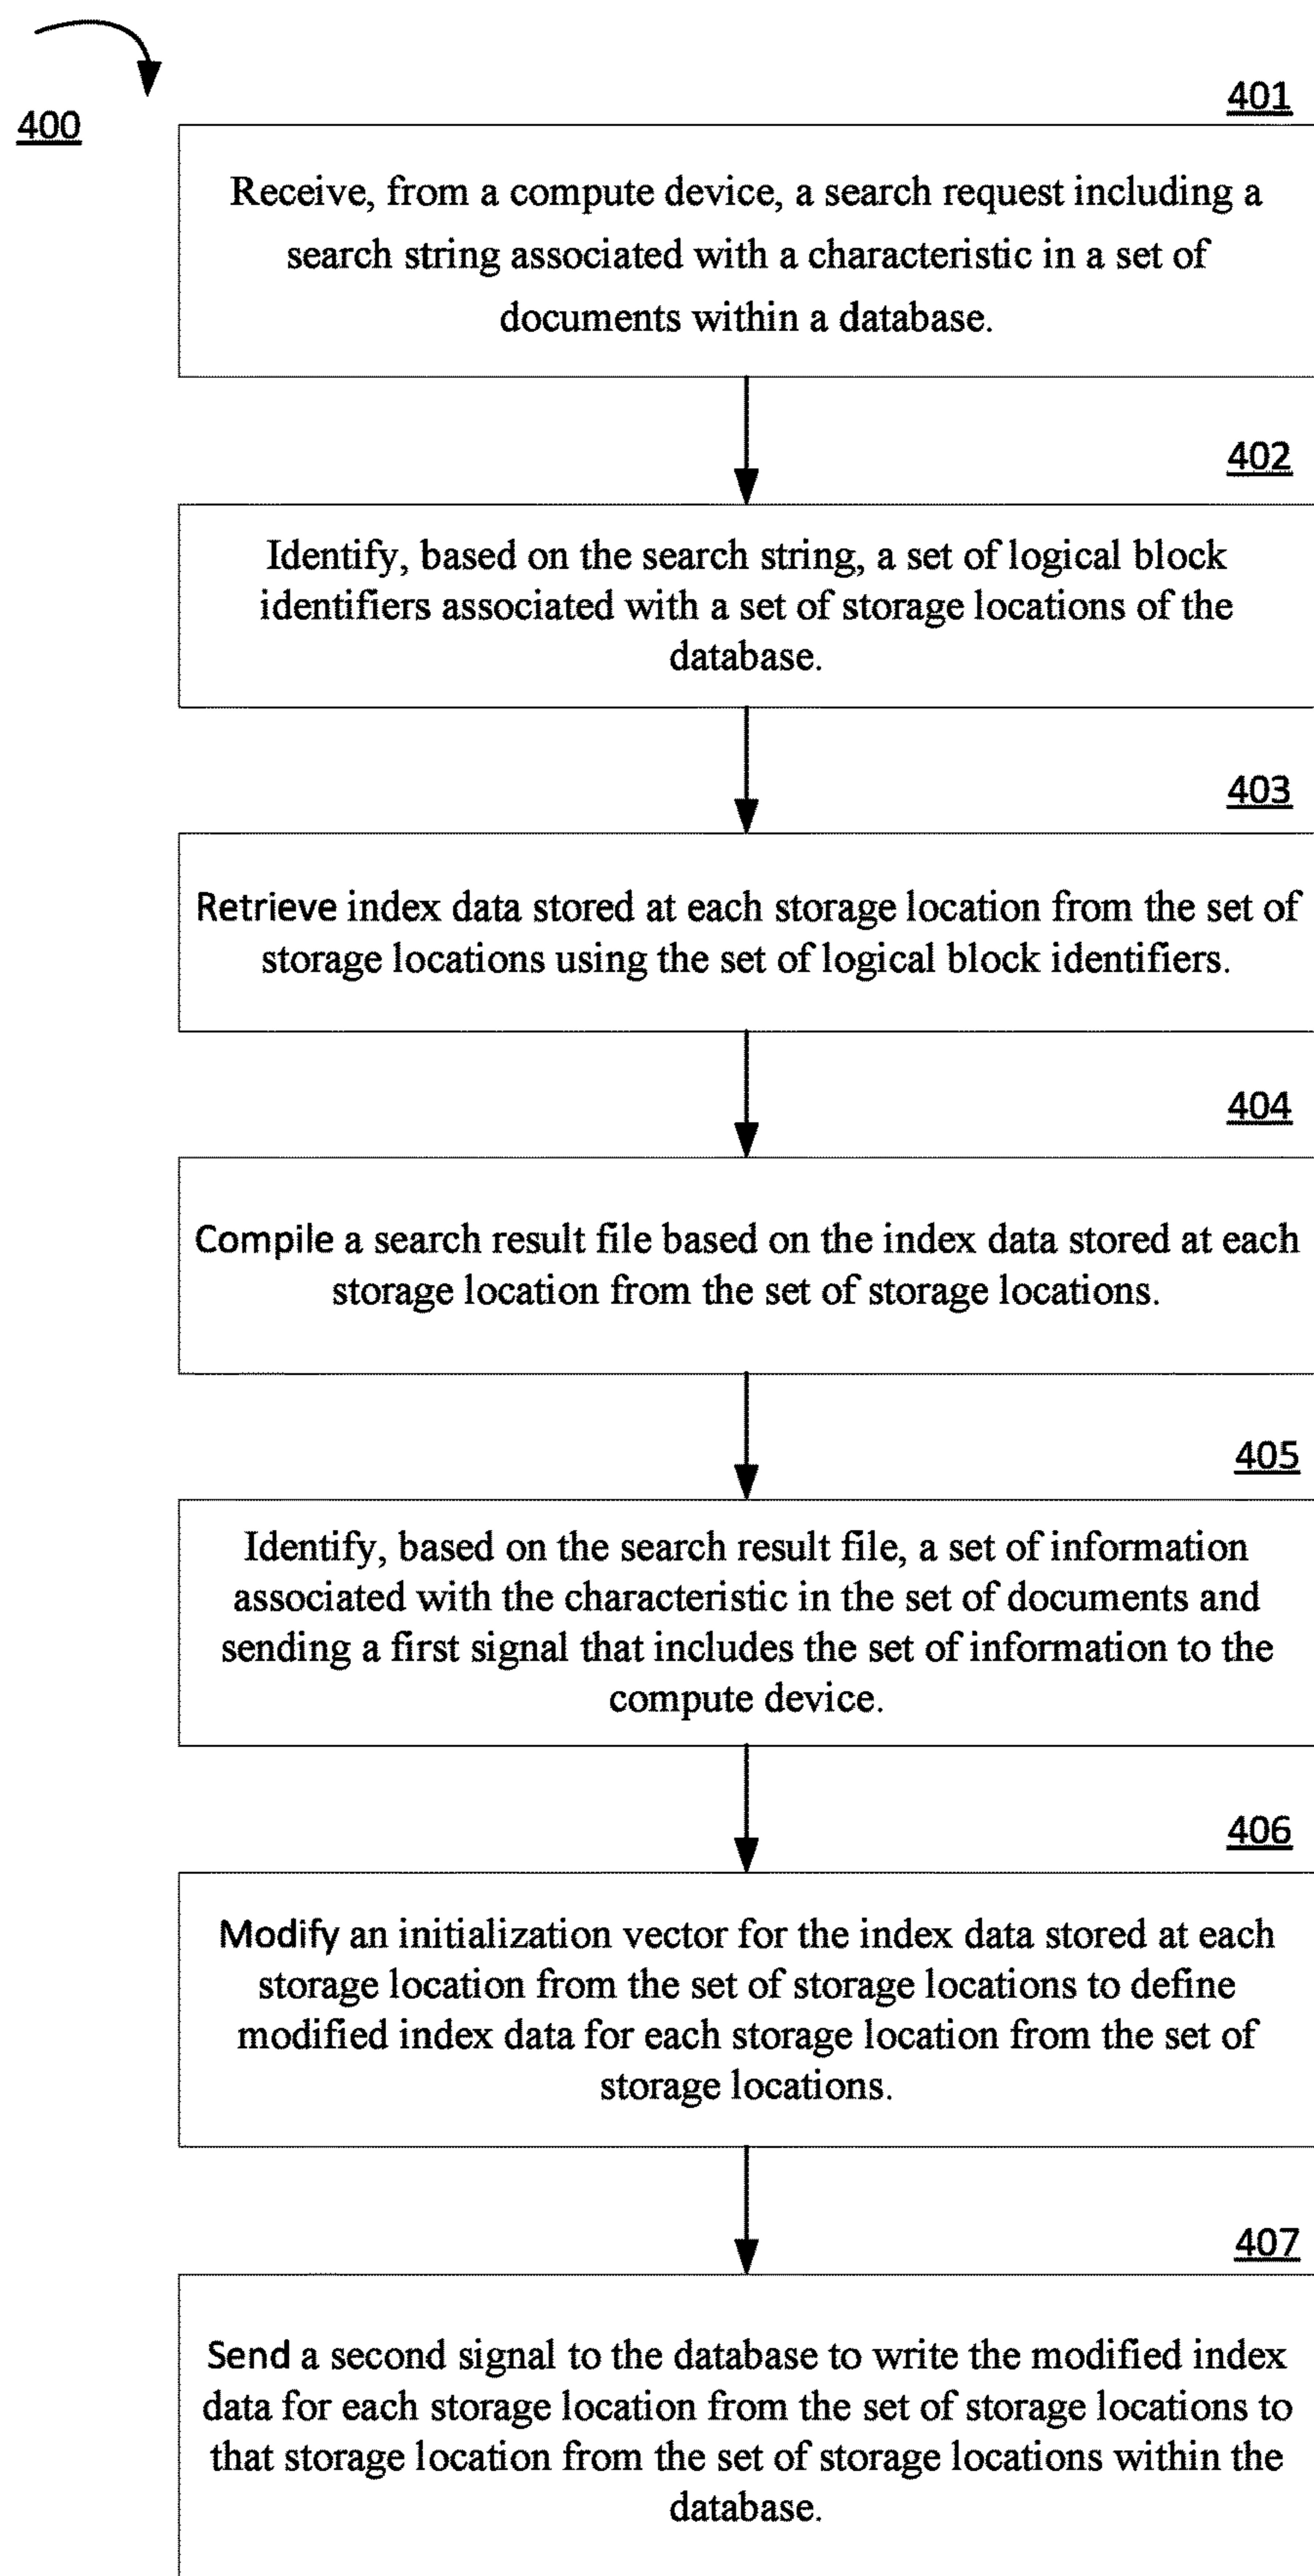 400
401
Receive, from a compute device, a search request including a
search string associated with a characteristic in a set of
documents within a database.
402
Identify, based on the search string, a set of logical block
identifiers associated with a set of storage locations of the
database.
403
Retrieve index data stored at each storage location from the set of
storage locations using the set of logical block identifiers.
404
Compile a search result file based on the index data stored at each
storage location from the set of storage locations.
405
Identify, based on the search result file, a set of information
associated with the characteristic in the set of documents and
sending a first signal that includes the set of information to the
compute device.
406
Modify an initialization vector for the index data stored at each
storage location from the set of storage locations to define
modified index data for each storage location from the set of
storage locations.
407
Send a second signal to the database to write the modified index
data for each storage location from the set of storage locations to
that storage location from the set of storage locations within the
database.